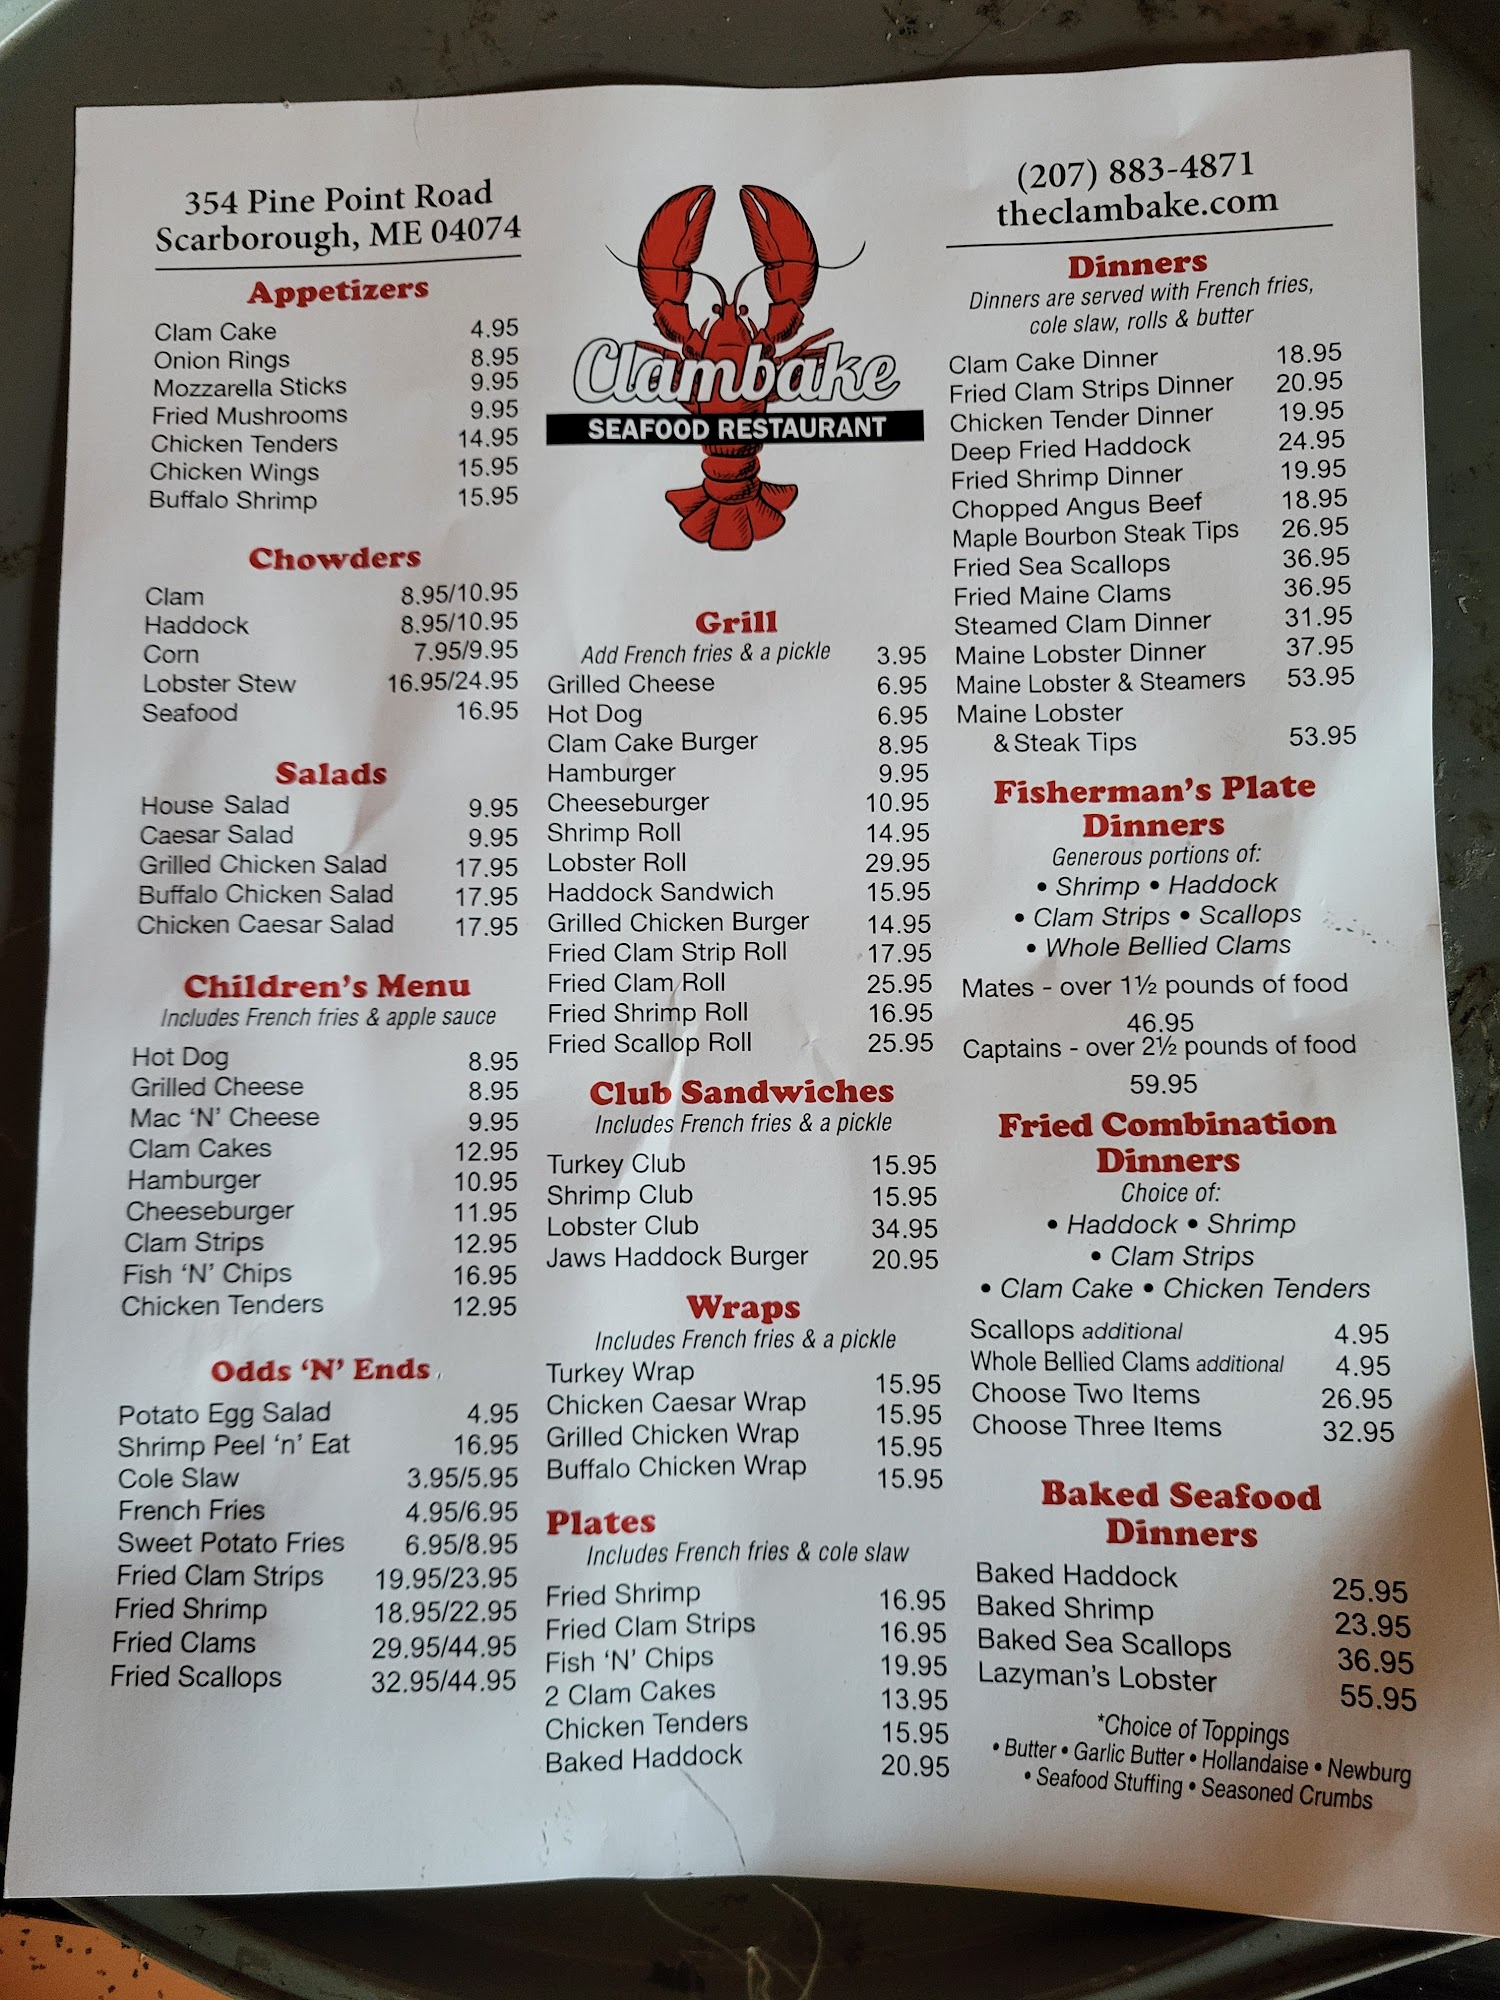 354 Pine Point Road
Scarborough, ME 04074
Appetizers
Clam Cake 4.95
Onion Rings 8.95
Mozzarella Sticks 9.95
Fried Mushrooms 9.95
Chicken Tenders 14.95
Chicken Wings 15.95
Buffalo Shrimp 15.95
Chowders
Clam 8.95/10.95
Haddock 8.95/10.95
Corn 7.95/9.95
Lobster Stew 16.95/24.95
Seafood 16.95
Salads
House Salad 9.95
Caesar Salad 9.95
Grilled Chicken Salad 17.95
Buffalo Chicken Salad 17.95
Chicken Caesar Salad 17.95
Children's Menu
Includes French fries & apple sauce
Hot Dog 8.95
Grilled Cheese 8.95
Mac 'N' Cheese 9.95
Clam Cakes 12.95
Hamburger 10.95
Cheeseburger 11.95
Clam Strips 12.95
Fish 'N' Chips 16.95
Chicken Tenders 12.95
Odds 'N' Ends
Potato Egg Salad 4.95
Shrimp Peel 'n' Eat 16.95
Cole Slaw 3.95/5.95
French Fries 4.95/6.95
Sweet Potato Fries 6.95/8.95
Fried Clam Strips 19.95/23.95
Fried Shrimp 18.95/22.95
Fried Clams 29.95/44.95
Fried Scallops 32.95/44.95
Clambake
SEAFOOD RESTAURANT
Grill
Add French fries & a pickle 3.95
Grilled Cheese 6.95
Hot Dog 6.95
Clam Cake Burger 8.95
Hamburger 9.95
Cheeseburger 10.95
Shrimp Roll 14.95
Lobster Roll 29.95
Haddock Sandwich 15.95
Grilled Chicken Burger 14.95
Fried Clam Strip Roll 17.95
Fried Clam Roll 25.95
Fried Shrimp Roll 16.95
Fried Scallop Roll 25.95
Club Sandwiches
Includes French fries & a pickle
Turkey Club 15.95
Shrimp Club 15.95
Lobster Club 34.95
Jaws Haddock Burger 20.95
Wraps
Includes French fries & a pickle
Turkey Wrap 15.95
Chicken Caesar Wrap 15.95
Grilled Chicken Wrap 15.95
Buffalo Chicken Wrap 15.95
Plates
Includes French fries & cole slaw
Fried Shrimp 16.95
Fried Clam Strips 16.95
Fish 'N' Chips 19.95
2 Clam Cakes 13.95
Chicken Tenders 15.95
Baked Haddock 20.95
(207) 883-4871
theclambake.com
Dinners
Dinners are served with French fries,
cole slaw, rolls & butter
Clam Cake Dinner 18.95
Fried Clam Strips Dinner 20.95
Chicken Tender Dinner 19.95
Deep Fried Haddock 24.95
Fried Shrimp Dinner 19.95
Chopped Angus Beef 18.95
Maple Bourbon Steak Tips 26.95
Fried Sea Scallops 36.95
Fried Maine Clams 36.95
Steamed Clam Dinner 31.95
Maine Lobster Dinner 37.95
Maine Lobster & Steamers 53.95
Maine Lobster
& Steak Tips 53.95
Fisherman's Plate
Dinners
Generous portions of:
• Shrimp • Haddock
• Clam Strips • Scallops
• Whole Bellied Clams
Mates - over 1½ pounds of food
46.95
Captains - over 2½ pounds of food
59.95
Fried Combination
Dinners
Choice of:
• Haddock • Shrimp
• Clam Strips
• Clam Cake • Chicken Tenders
Scallops additional 4.95
Whole Bellied Clams additional 4.95
Choose Two Items 26.95
Choose Three Items 32.95
Baked Seafood
Dinners
Baked Haddock 25.95
Baked Shrimp 23.95
Baked Sea Scallops 36.95
Lazyman's Lobster 55.95
*Choice of Toppings
• Butter • Garlic Butter • Hollandaise • Newburg
• Seafood Stuffing • Seasoned Crumbs